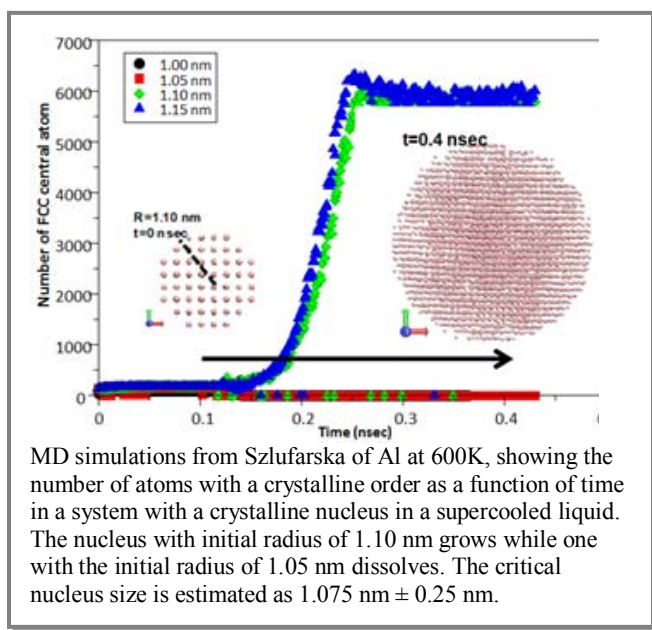 7000
6000
5000
4000
3000
2000
1000
0
Number of FCC central atom
1.00 nm
1.05 nm
1.10 nm
1.15 nm
t=0.4 nsec
R=1.10 nm
t=0 nsec
0 0.1 0.2 0.3 0.4
Time (nsec)
MD simulations from Szlufarska of Al at 600K, showing the
number of atoms with a crystalline order as a function of time
in a system with a crystalline nucleus in a supercooled liquid.
The nucleus with initial radius of 1.10 nm grows while one
with the initial radius of 1.05 nm dissolves. The critical
nucleus size is estimated as 1.075 nm ± 0.25 nm.